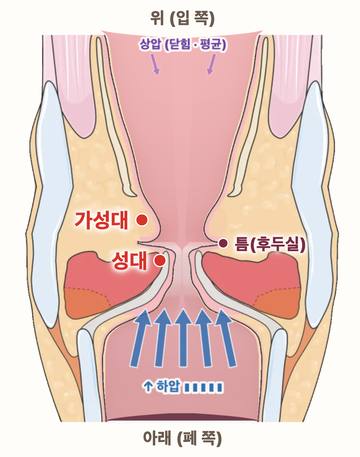 위 (입 쪽)
상압 (닫힘 · 평균)
가성대
틈(후두실)
성대
↑ 하압
아래 (폐 쪽)